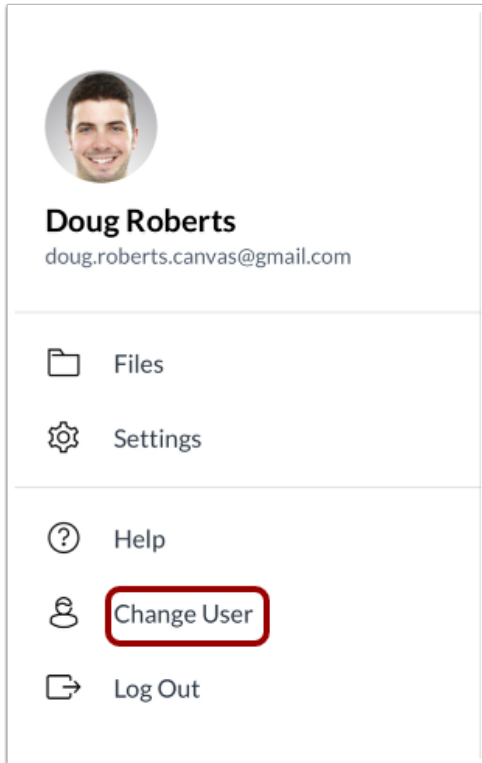 Doug Roberts
doug.roberts.canvas@gmail.com
Files
Settings
Help
Change User
Log Out